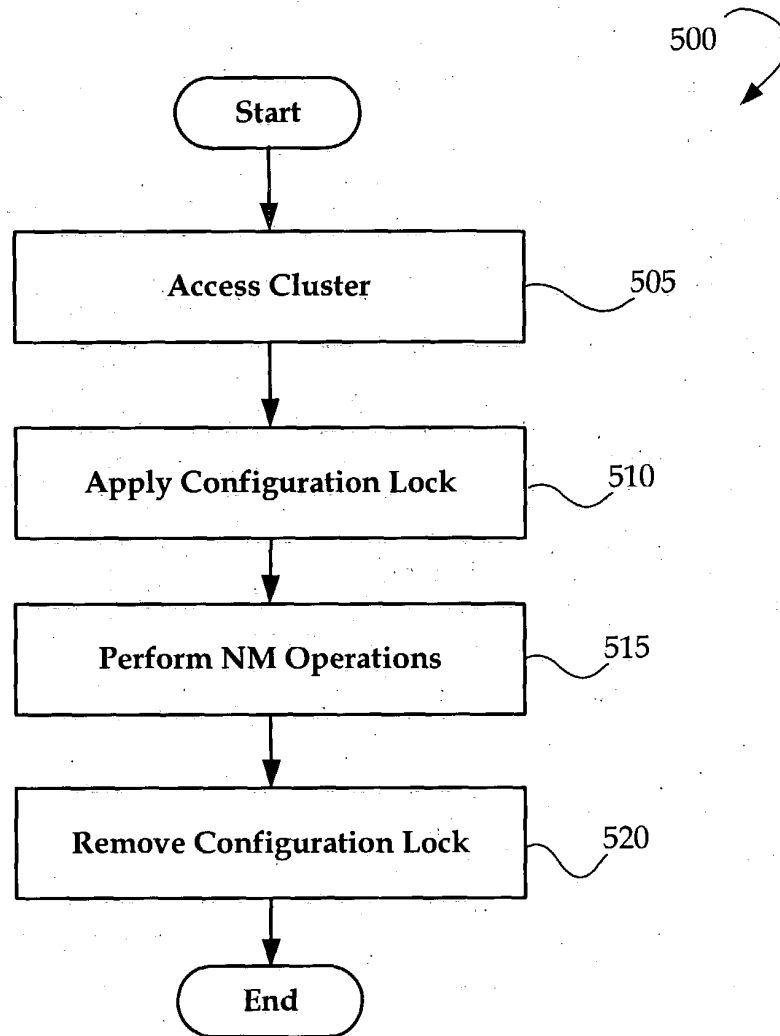 500
Start
Access Cluster
505
Apply Configuration Lock
510
Perform NM Operations
515
Remove Configuration Lock
520
End